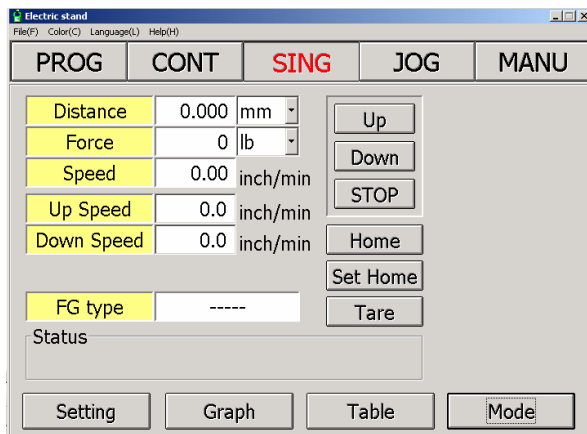 Electric stand
File(F) Color(C) Language(L) Help(H)
PROG CONT SING JOG MANU
Distance 0.000 mm Up
Force 0 lb Down
Speed 0.00 inch/min STOP
Up Speed 0.0 inch/min
Down Speed 0.0 inch/min Home
Set Home
FG type ----- Tare
Status
Setting Graph Table Mode